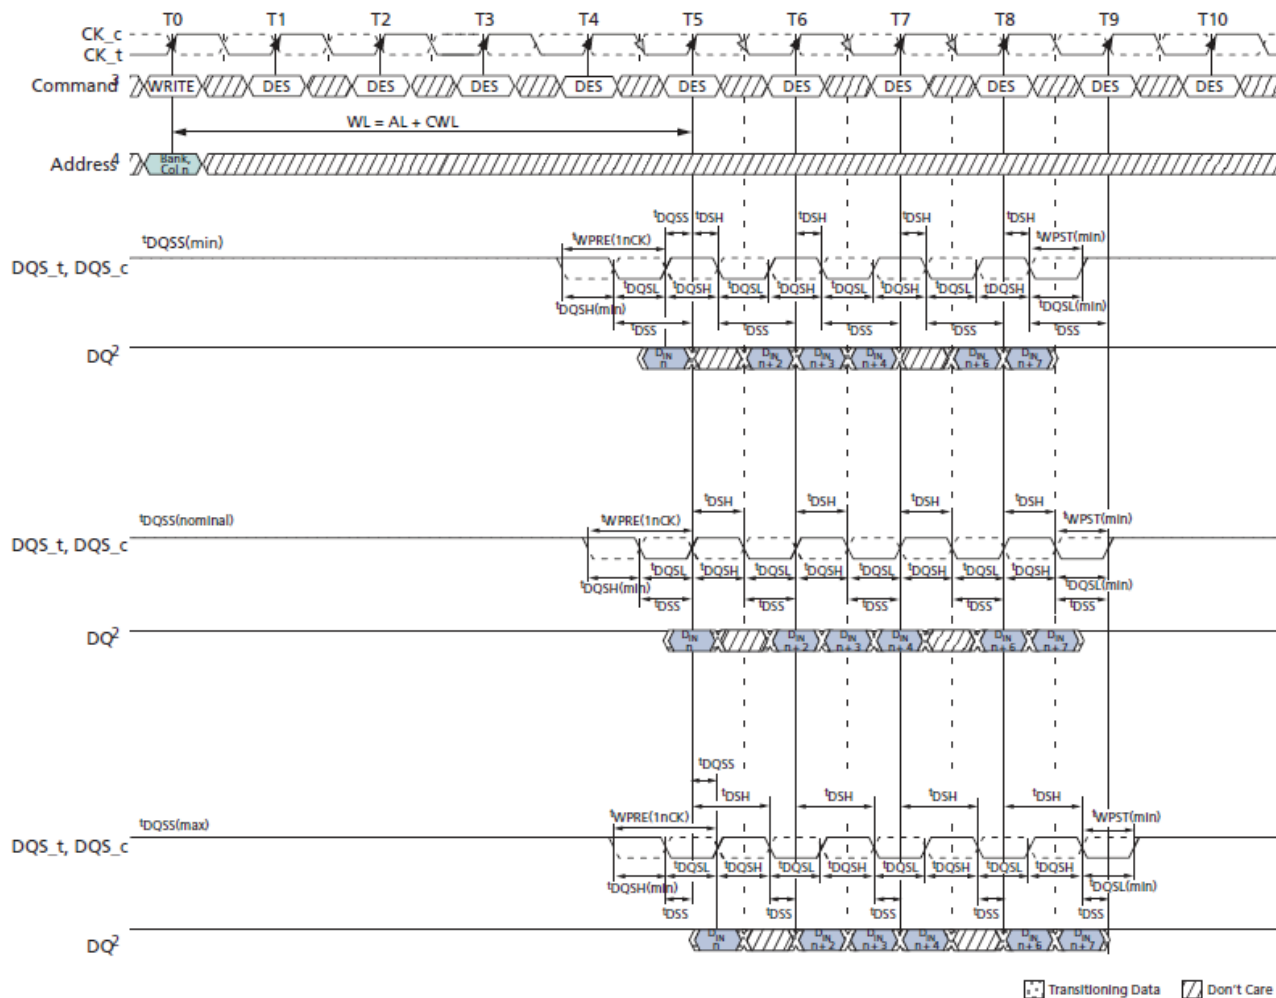 T0 T1 T2 T3 T4 T5 T6 T7 T8 T9 T10
CK_c
CK_t
Command³ WRITE DES DES DES DES DES DES DES DES DES DES
WL = AL + CWL
Address⁴ Bank,
Col n
tDQSS tDSH tDSH tDSH tDSH
tDQSS(min) tWPRE(1nCK) tWPST(min)
DQS_t, DQS_c
tDQSL tDQSH tDQSL tDQSH tDQSL tDQSH tDQSL tDQSH
tDQSH(min) tDQSL(min)
tDSS tDSS tDSS tDSS tDSS
DQ² DIN DIN DIN DIN DIN DIN
n n + 2 n + 3 n + 4 n + 6 n + 7
tDSH tDSH tDSH tDSH
tDQSS(nominal) tWPRE(1nCK) tWPST(min)
DQS_t, DQS_c
tDQSL tDQSH tDQSL tDQSH tDQSL tDQSH tDQSL tDQSH
tDQSH(min) tDQSL(min)
tDSS tDSS tDSS tDSS tDSS
DQ² DIN DIN DIN DIN DIN DIN
n n + 2 n + 3 n + 4 n + 6 n + 7
tDQSS
tDSH tDSH tDSH tDSH
tDQSS(max) tWPRE(1nCK) tWPST(min)
DQS_t, DQS_c
tDQSL tDQSH tDQSL tDQSH tDQSL tDQSH tDQSL tDQSH
tDQSH(min) tDQSL(min)
tDSS tDSS tDSS tDSS tDSS
DQ² DIN DIN DIN DIN DIN DIN
n n + 2 n + 3 n + 4 n + 6 n + 7
Transitioning Data Don't Care